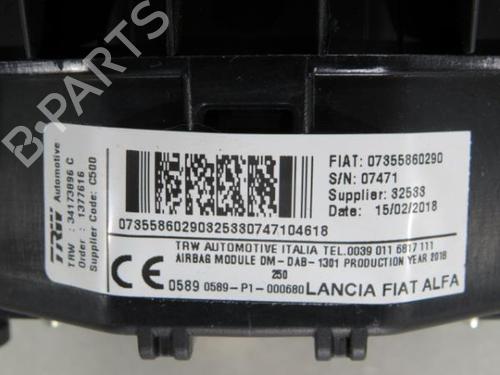 TRW Automotive
TRW : 34173896 C
Order : 1377616
Supplier Code: C500
FIAT: 07355860290
S/N: 07471
Supplier: 32533
Date: 15/02/2018
07355860290325330747104618
TRW AUTOMOTIVE ITALIA TEL.0039 011 6817 111
AIRBAG MODULE DM-DAB-1301 PRODUCTION YEAR 2018
250
CE 0589 0589-P1-000680 LANCIA FIAT ALFA
B-PARTS